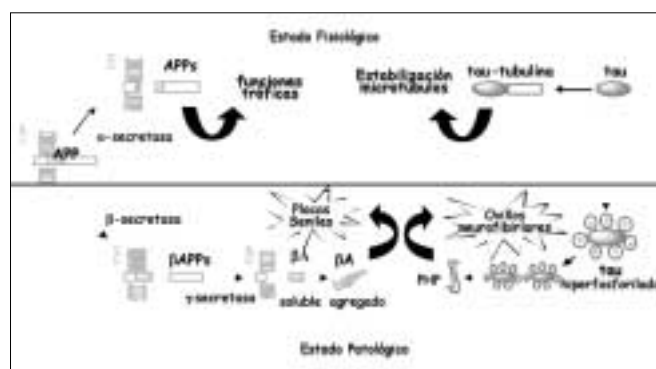 Estado Fisiológico
APPs
funciones
tróficas
Estabilización
microtúbulos
tau-tubulina
tau
α-secretasa
APP
β-secretasa
βAPPs
γ-secretasa
Placas
Seniles
βA
soluble
βA
agregado
Ovillos
neurofibrilares
PHF
tau
hiperfosforilada
Estado Patológico